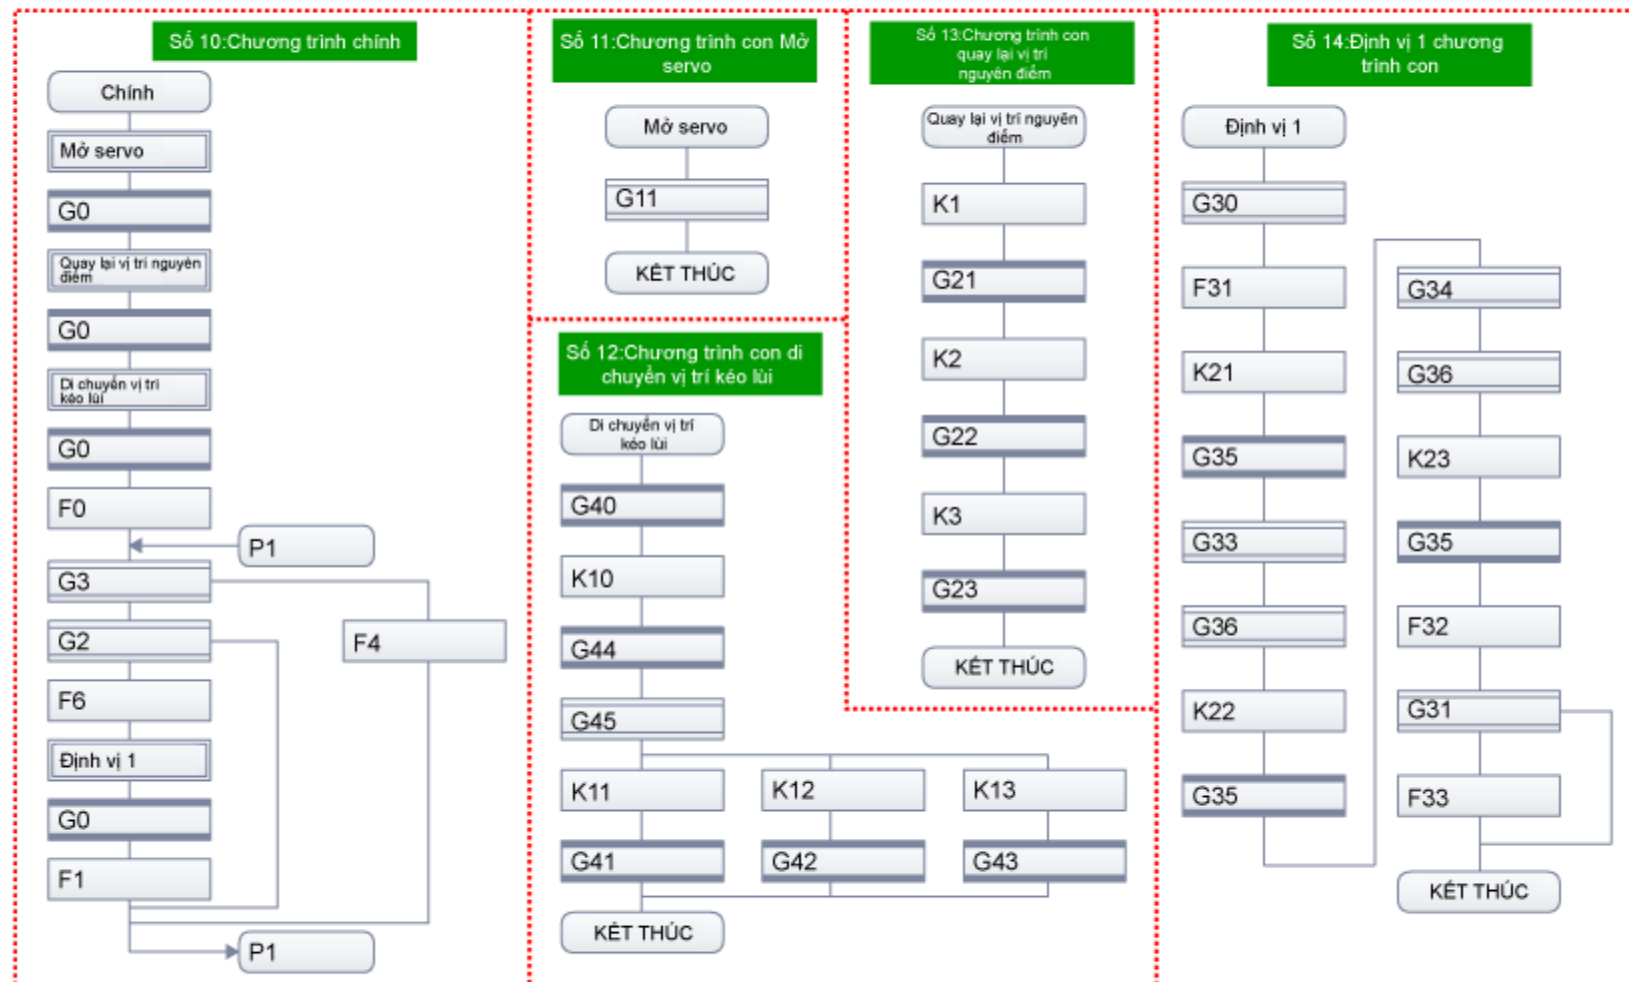 Số 10:Chương trình chính
Chính
Mở servo
G0
Quay lại vị trí nguyên
điểm
G0
Di chuyển vị trí
kéo lùi
G0
F0
P1
G3
G2
F4
F6
Định vị 1
G0
F1
P1
Số 11:Chương trình con Mở
servo
Mở servo
G11
KẾT THÚC
Số 12:Chương trình con di
chuyển vị trí kéo lùi
Di chuyển vị trí
kéo lùi
G40
K10
G44
G45
K11
K12
K13
G41
G42
G43
KẾT THÚC
Số 13:Chương trình con
quay lại vị trí
nguyên điểm
Quay lại vị trí nguyên
điểm
K1
G21
K2
G22
K3
G23
KẾT THÚC
Số 14:Định vị 1 chương
trình con
Định vị 1
G30
F31
K21
G35
G33
G36
K22
G35
G34
G36
K23
G35
F32
G31
F33
KẾT THÚC